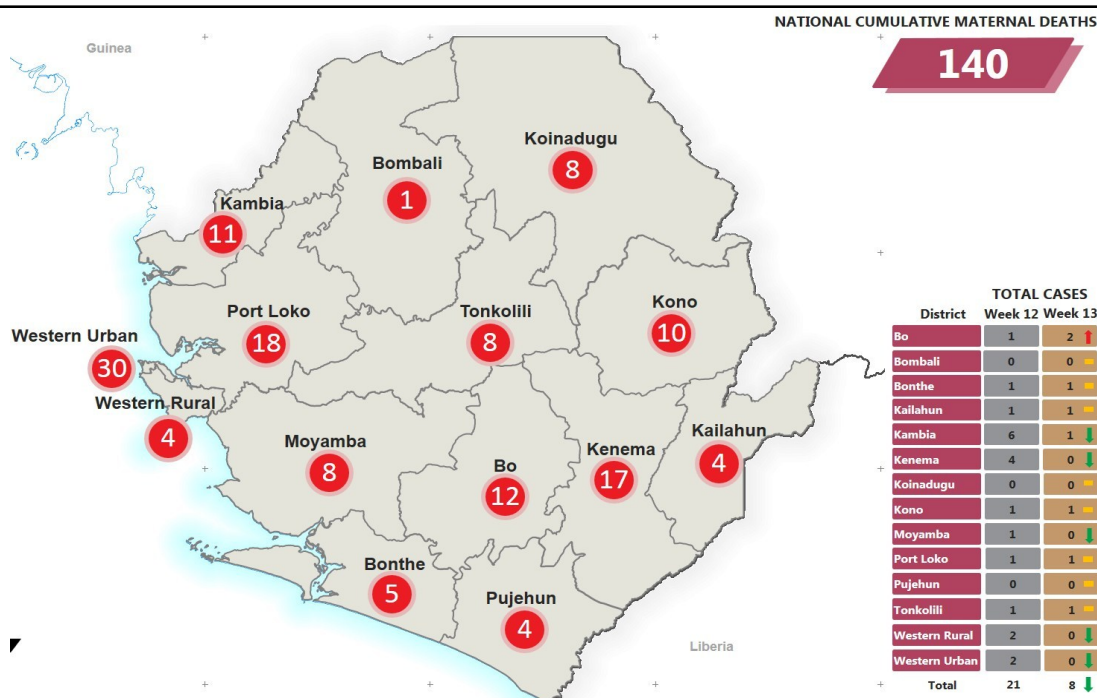 NATIONAL CUMULATIVE MATERNAL DEATHS
140
Guinea
Koinadugu
8
Bombali
1
Kambia
11
Port Loko
18
Tonkolili
8
Kono
10
Western Urban
30
Western Rural
4
Moyamba
8
Bo
12
Kenema
17
Kailahun
4
Bonthe
5
Pujehun
4
Liberia
TOTAL CASES
District Week 12 Week 13
Bo 1 2
Bombali 0 0
Bonthe 1 1
Kailahun 1 1
Kambia 6 1
Kenema 4 0
Koinadugu 0 0
Kono 1 1
Moyamba 1 0
Port Loko 1 1
Pujehun 0 0
Tonkolili 1 1
Western Rural 2 0
Western Urban 2 0
Total 21 8